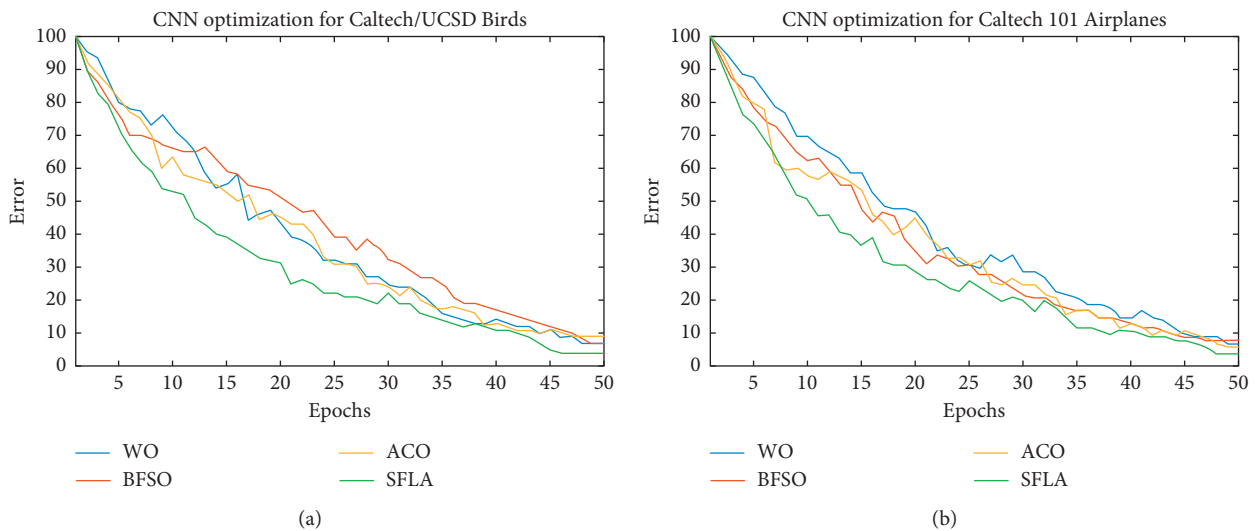 CNN optimization for Caltech/UCSD Birds
100
90
80
70
60
50
40
30
20
10
0
Error
5 10 15 20 25 30 35 40 45 50
Epochs
WO ACO
BFSO SFLA
(a)
CNN optimization for Caltech 101 Airplanes
100
90
80
70
60
50
40
30
20
10
0
Error
5 10 15 20 25 30 35 40 45 50
Epochs
WO ACO
BFSO SFLA
(b)